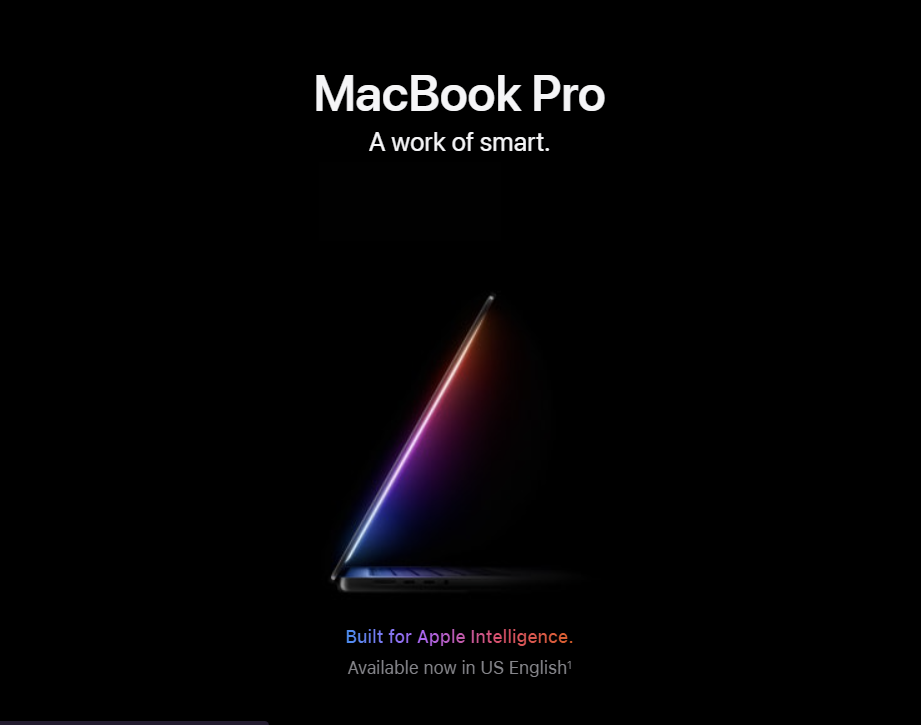 MacBook Pro
A work of smart.
Built for Apple Intelligence.
Available now in US English¹